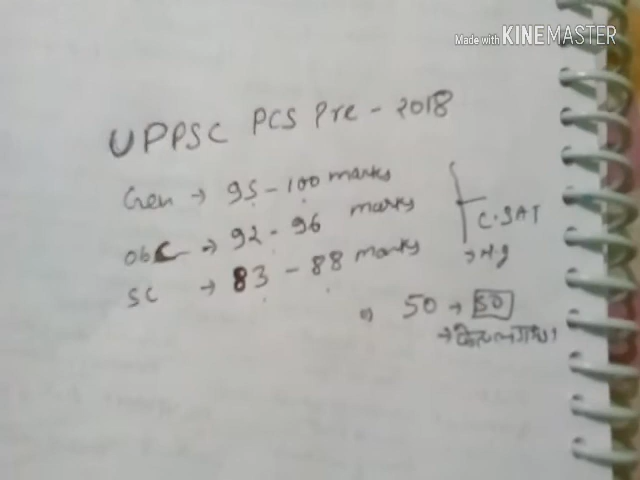 Made with KINEMASTER
UPPSC PCS Pre - 2018
Gen → 95 - 100 marks
Obc → 92 - 96 marks
SC → 83 - 88 marks
C.SAT
50 → 50